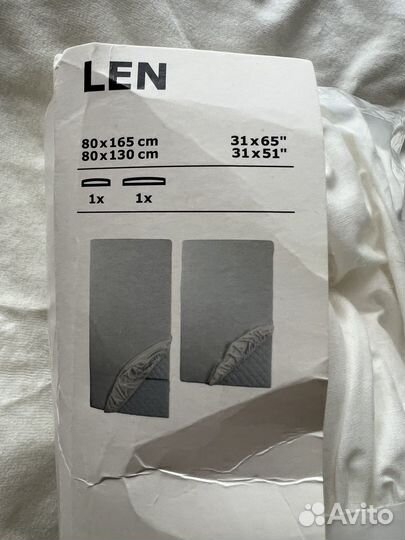 LEN
80x165 cm 31x65"
80x130 cm 31x51"
1x 1x
Avito